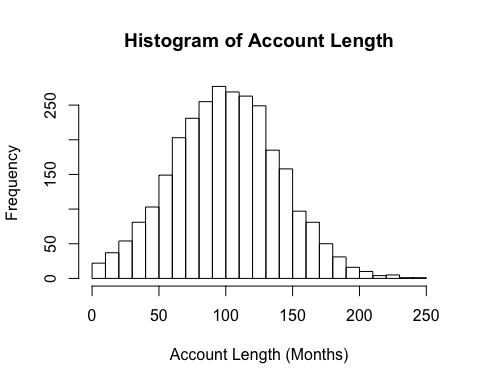 Histogram of Account Length
Frequency
250
150
50
0
0 50 100 150 200 250
Account Length (Months)